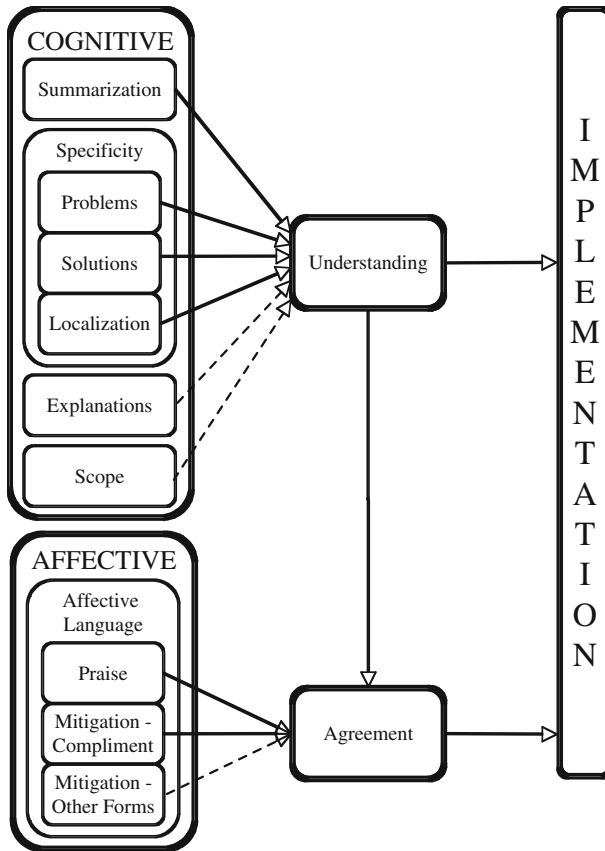 COGNITIVE
Summarization
Specificity
Problems
Solutions
Localization
Explanations
Scope
AFFECTIVE
Affective
Language
Praise
Mitigation -
Compliment
Mitigation -
Other Forms
Understanding
Agreement
I
M
P
L
E
M
E
N
T
A
T
I
O
N